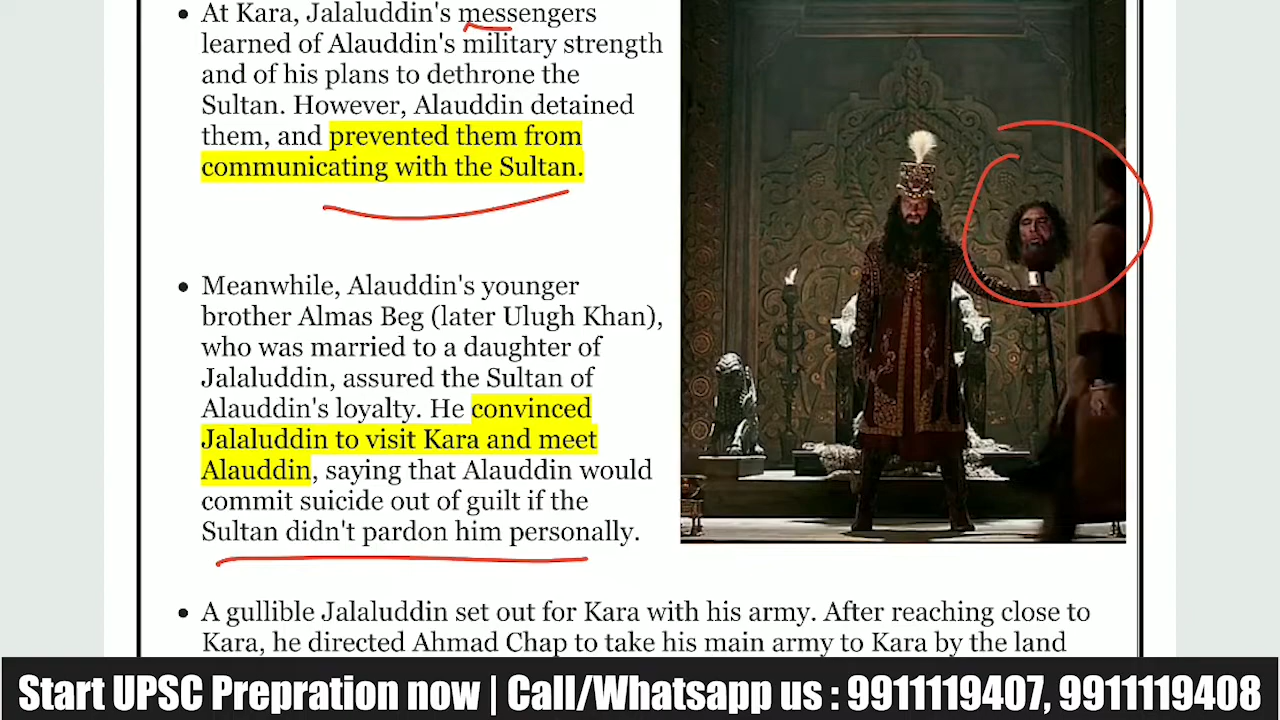 • At Kara, Jalaluddin's messengers
learned of Alauddin's military strength
and of his plans to dethrone the
Sultan. However, Alauddin detained
them, and prevented them from
communicating with the Sultan.
• Meanwhile, Alauddin's younger
brother Almas Beg (later Ulugh Khan),
who was married to a daughter of
Jalaluddin, assured the Sultan of
Alauddin's loyalty. He convinced
Jalaluddin to visit Kara and meet
Alauddin, saying that Alauddin would
commit suicide out of guilt if the
Sultan didn't pardon him personally.
• A gullible Jalaluddin set out for Kara with his army. After reaching close to
Kara, he directed Ahmad Chap to take his main army to Kara by the land
Start UPSC Prepration now | Call/Whatsapp us : 9911119407, 9911119408